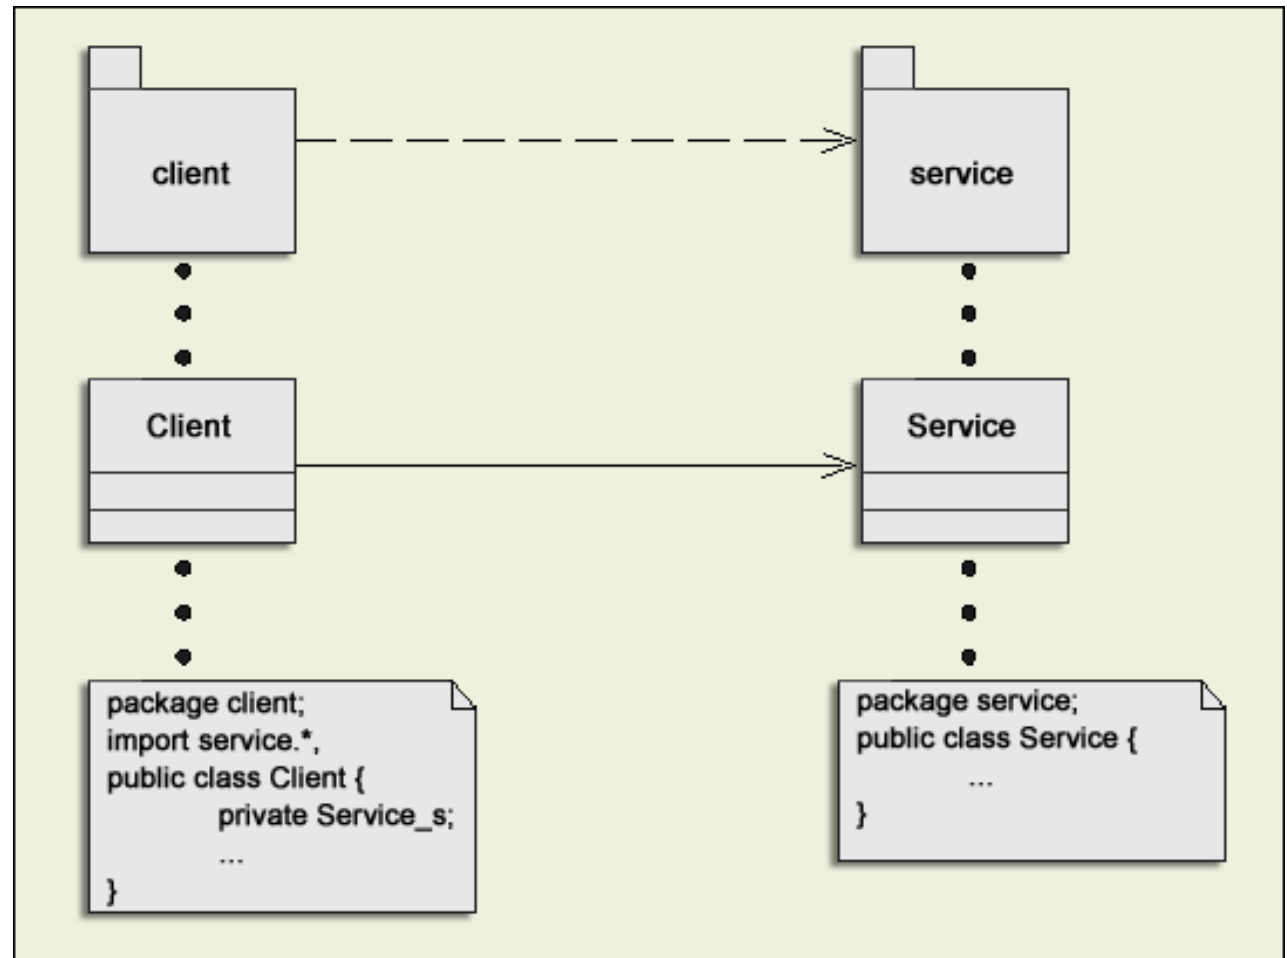 client
service
Client
Service
package client;
import service.*,
public class Client {
private Service_s;
...
}
package service;
public class Service {
...
}